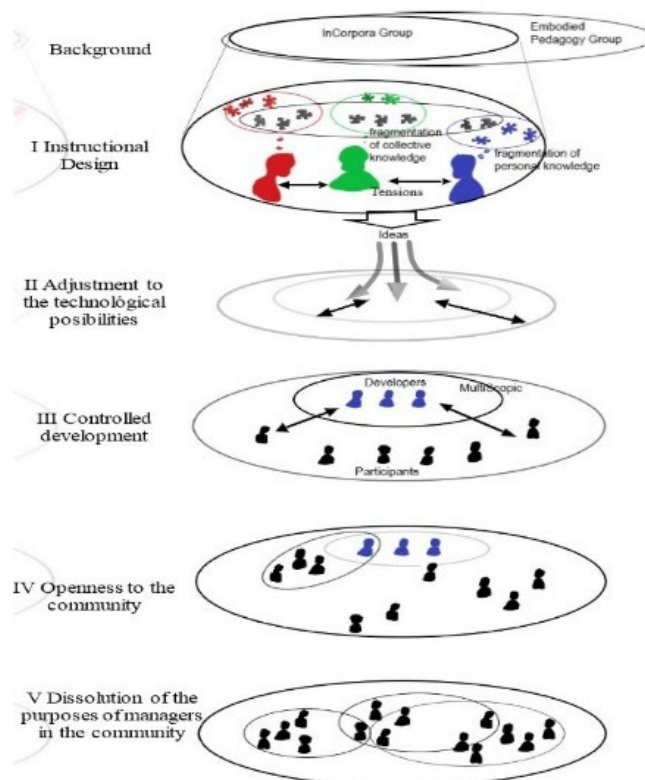 InCorpora Group
Embodied
Pedagogy Group
Background
I Instructional
Design
fragmentation
of collective
knowledge
fragmentation of
personal knowledge
Tensions
Ideas
II Adjustment to
the technológical
posibilities
Developers
MultiScopic
III Controlled
development
Participants
IV Openness to the
community
V Dissolution of the
purposes of managers
in the community